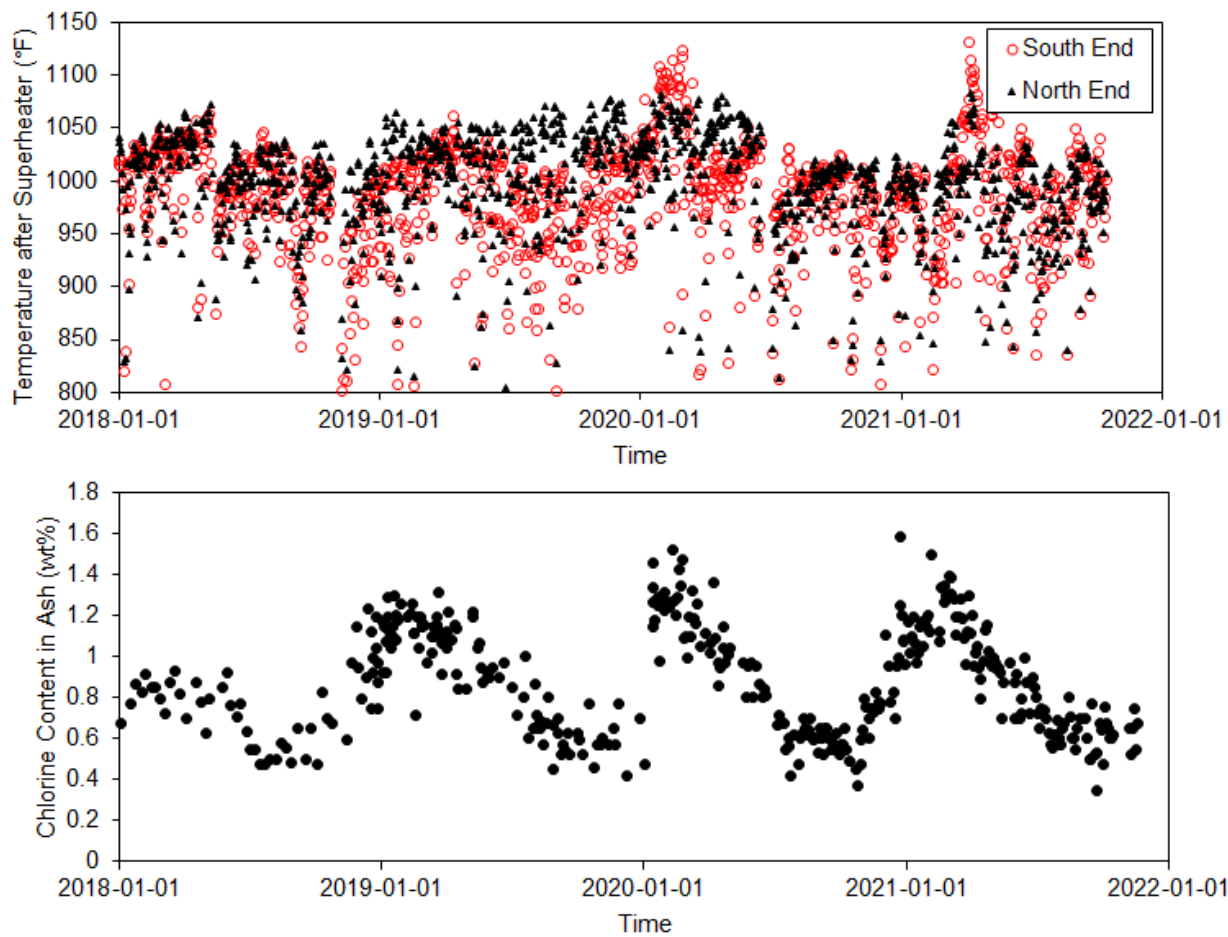 1150
1100
1050
1000
950
900
850
800
Temperature after Superheater (°F)
South End
North End
2018-01-01 2019-01-01 2020-01-01 2021-01-01 2022-01-01
Time
1.8
1.6
1.4
1.2
1
0.8
0.6
0.4
0.2
0
Chlorine Content in Ash (wt%)
2018-01-01 2019-01-01 2020-01-01 2021-01-01 2022-01-01
Time